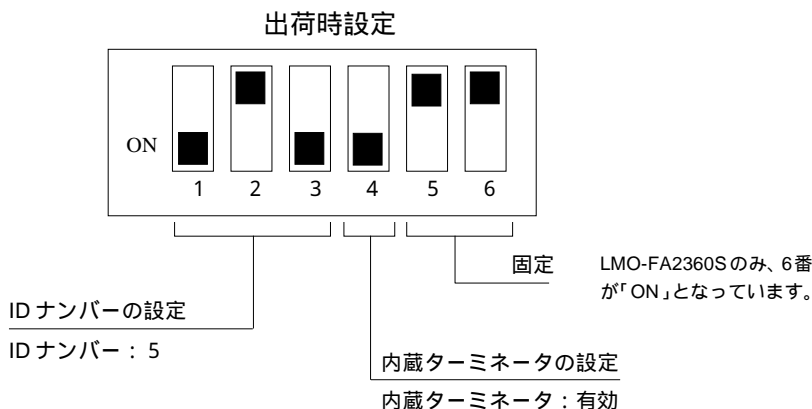 出荷時設定
ON
1 2 3 4 5 6
固定
LMO-FA2360Sのみ、6番
が「ON」となっています。
IDナンバーの設定
IDナンバー：5
内蔵ターミネータの設定
内蔵ターミネータ：有効